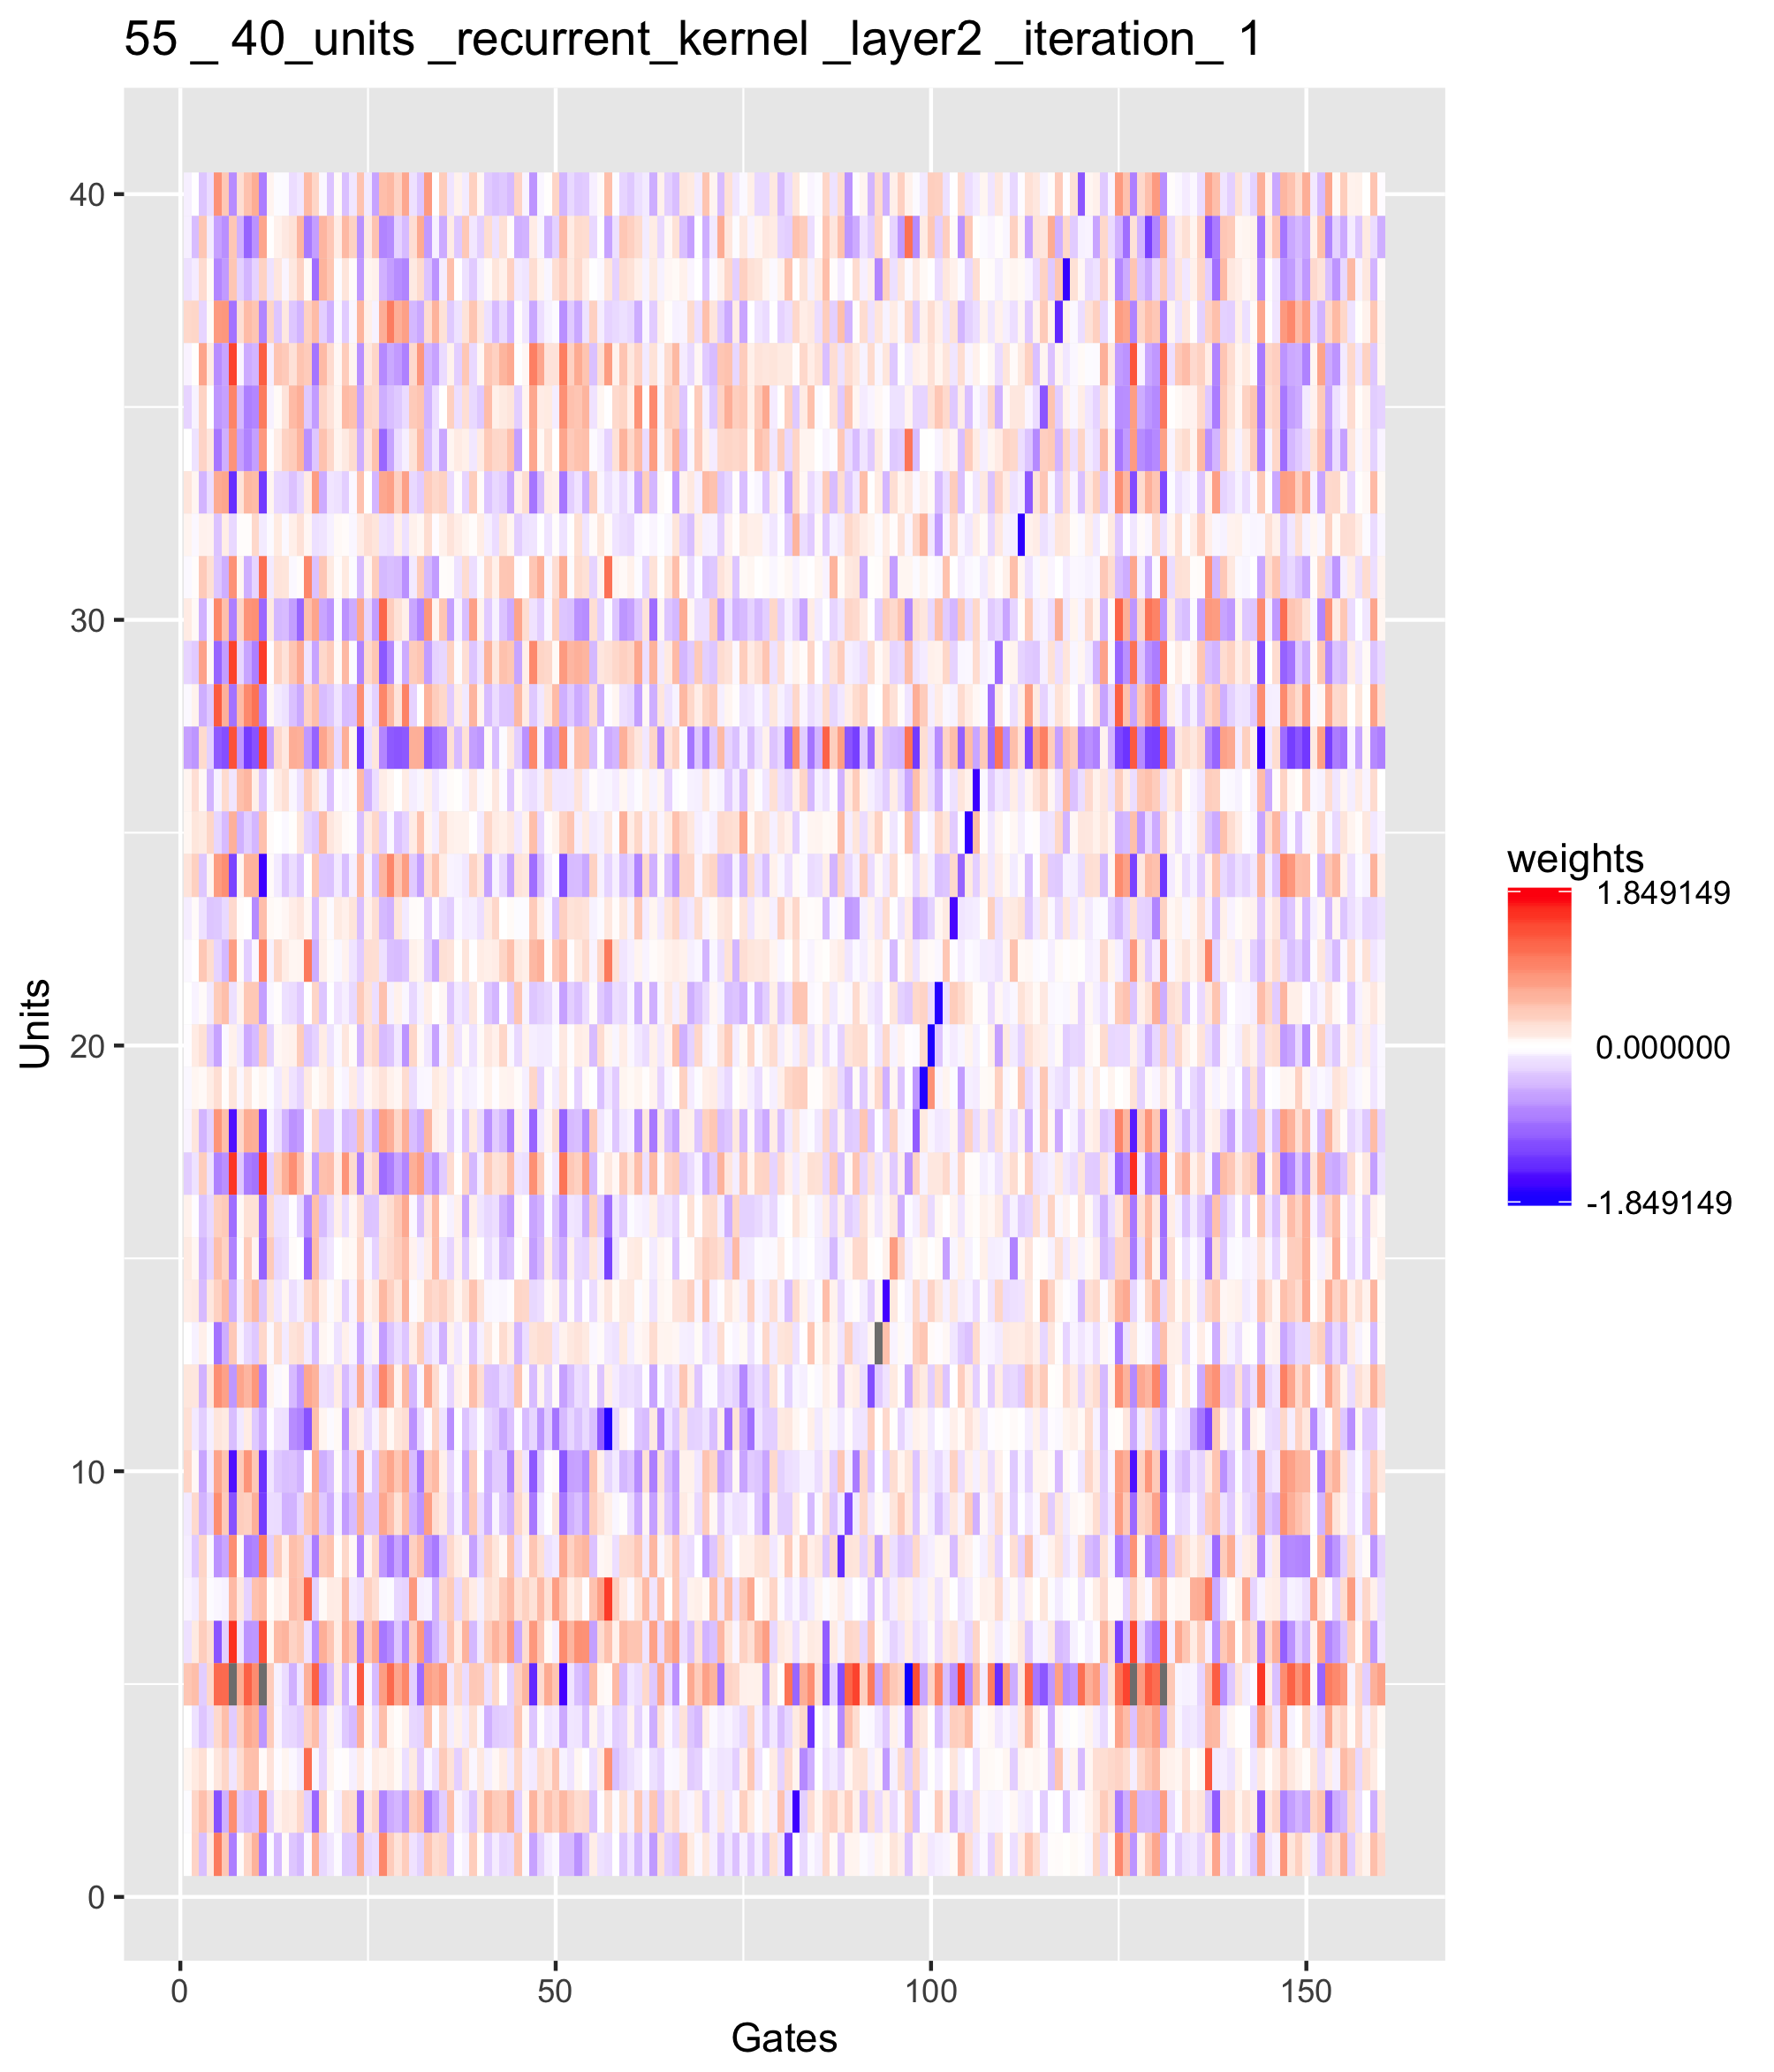 55 _ 40_units _recurrent_kernel _layer2 _iteration_ 1
40
30
20
10
0
Units
0 50 100 150
Gates
weights
1.849149
0.000000
-1.849149